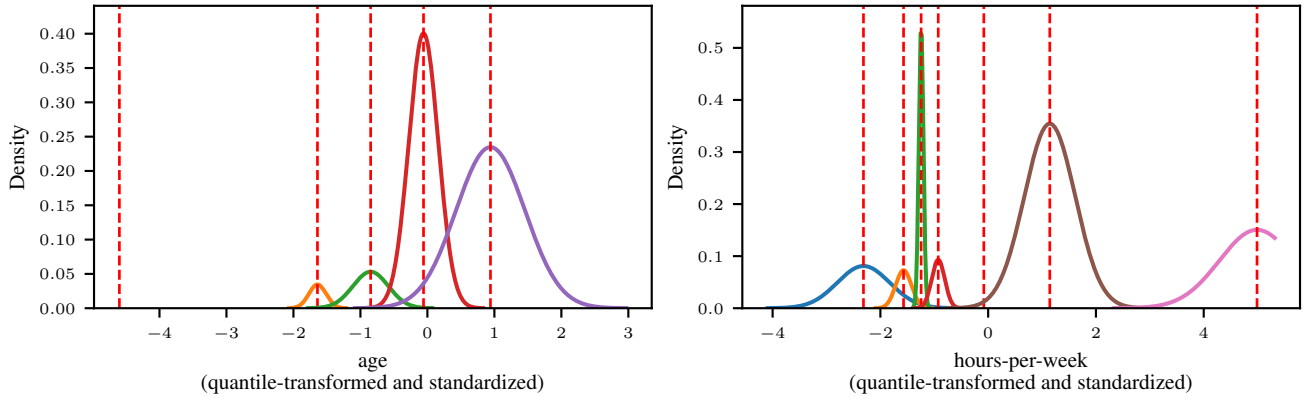 0.40
0.35
0.30
0.25
0.20
0.15
0.10
0.05
0.00
Density
−4 −3 −2 −1 0 1 2 3
age
(quantile-transformed and standardized)
0.5
0.4
0.3
0.2
0.1
0.0
Density
−4 −2 0 2 4
hours-per-week
(quantile-transformed and standardized)